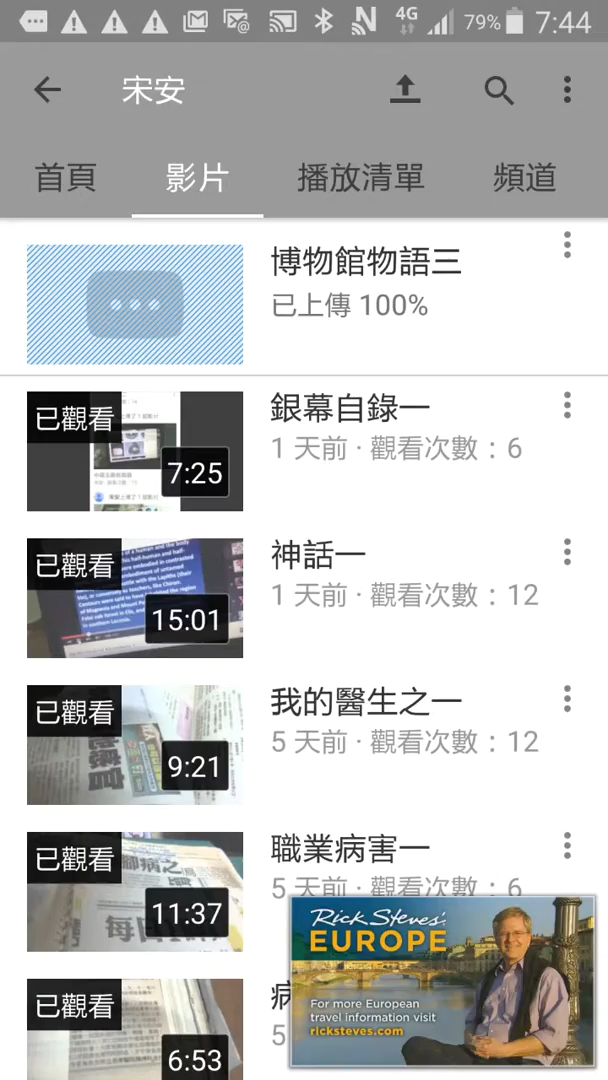 4G 79% 7:44
宋安
首頁 影片 播放清單 頻道
博物館物語三
已上傳 100%
已觀看
7:25
銀幕自錄一
1 天前 · 觀看次數：6
已觀看
15:01
神話一
1 天前 · 觀看次數：12
已觀看
9:21
我的醫生之一
5 天前 · 觀看次數：12
已觀看
11:37
職業病害一
5 天前 · 觀看次數：6
已觀看
6:53
病
5
Rick Steves'
EUROPE
For more European
travel information visit
ricksteves.com